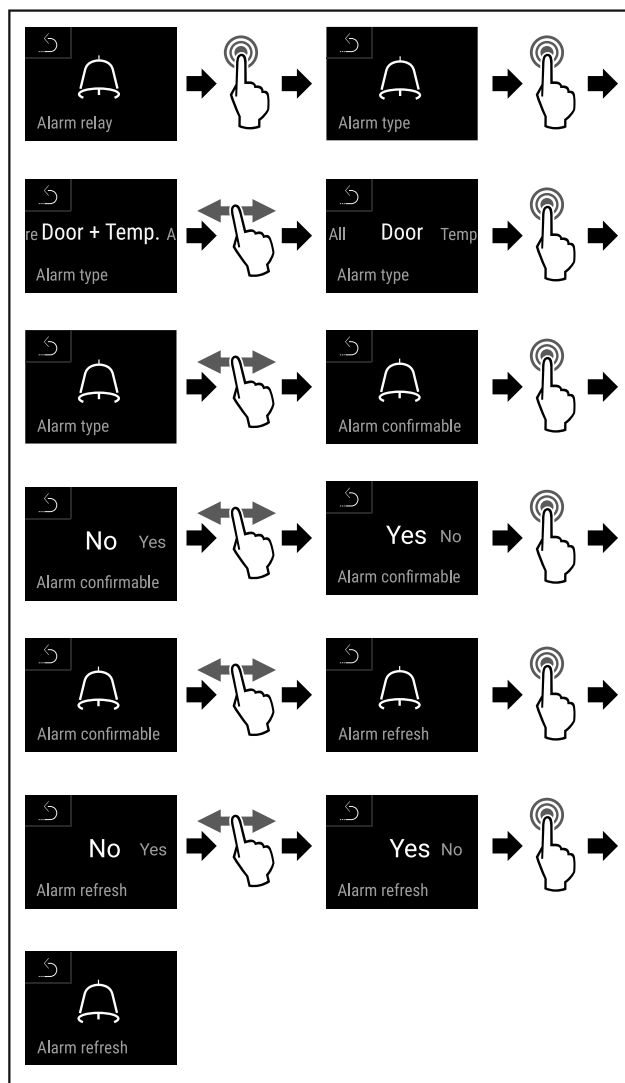 Alarm relay
Alarm type
re Door + Temp. A
Alarm type
All Door Temp
Alarm type
Alarm type
Alarm confirmable
No Yes
Alarm confirmable
Yes No
Alarm confirmable
Alarm confirmable
Alarm refresh
No Yes
Alarm refresh
Yes No
Alarm refresh
Alarm refresh